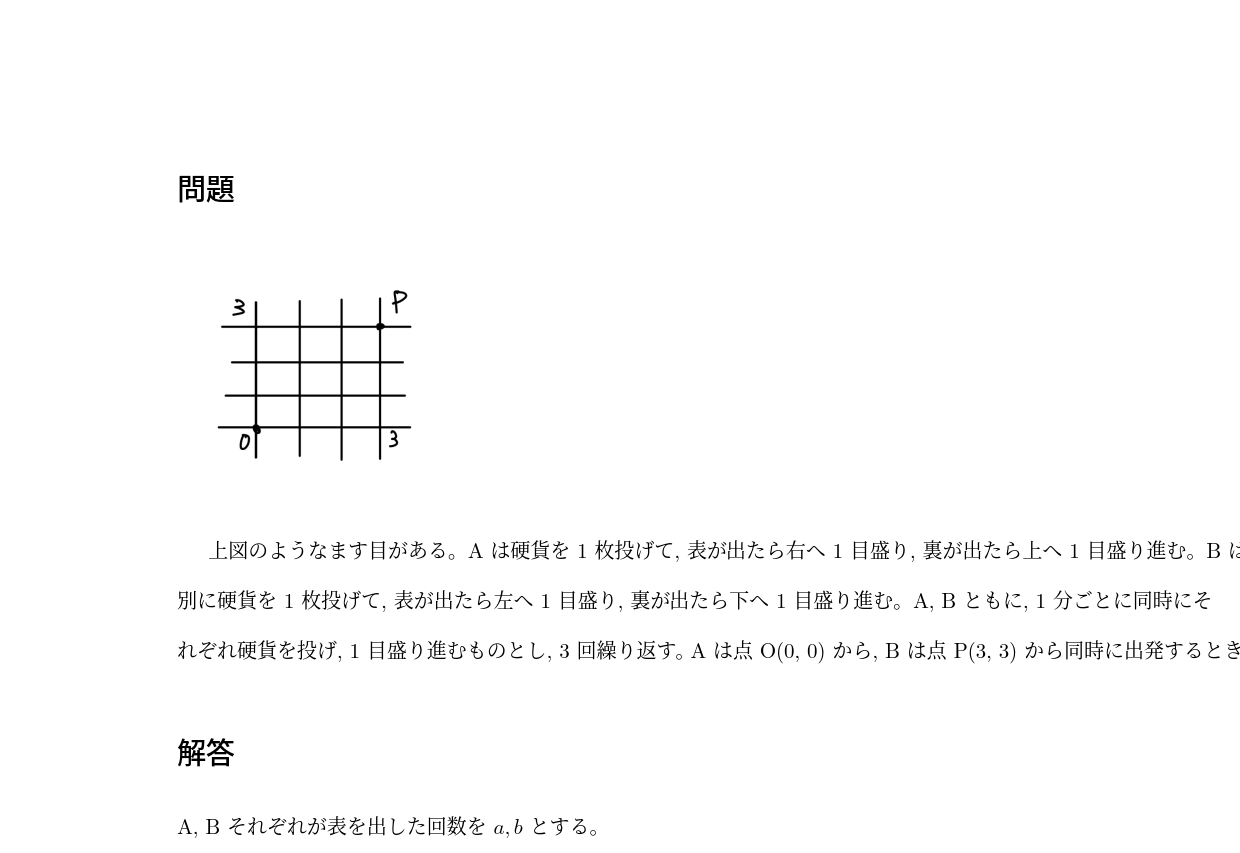 問題
3 P
0 3
上図のようなます目がある。A は硬貨を 1 枚投げて, 表が出たら右へ 1 目盛り, 裏が出たら上へ 1 目盛り進む。B は
別に硬貨を 1 枚投げて, 表が出たら左へ 1 目盛り, 裏が出たら下へ 1 目盛り進む。A, B ともに, 1 分ごとに同時にそ
れぞれ硬貨を投げ, 1 目盛り進むものとし, 3 回繰り返す。A は点 O(0, 0) から, B は点 P(3, 3) から同時に出発するとき
解答
A, B それぞれが表を出した回数を a, b とする。